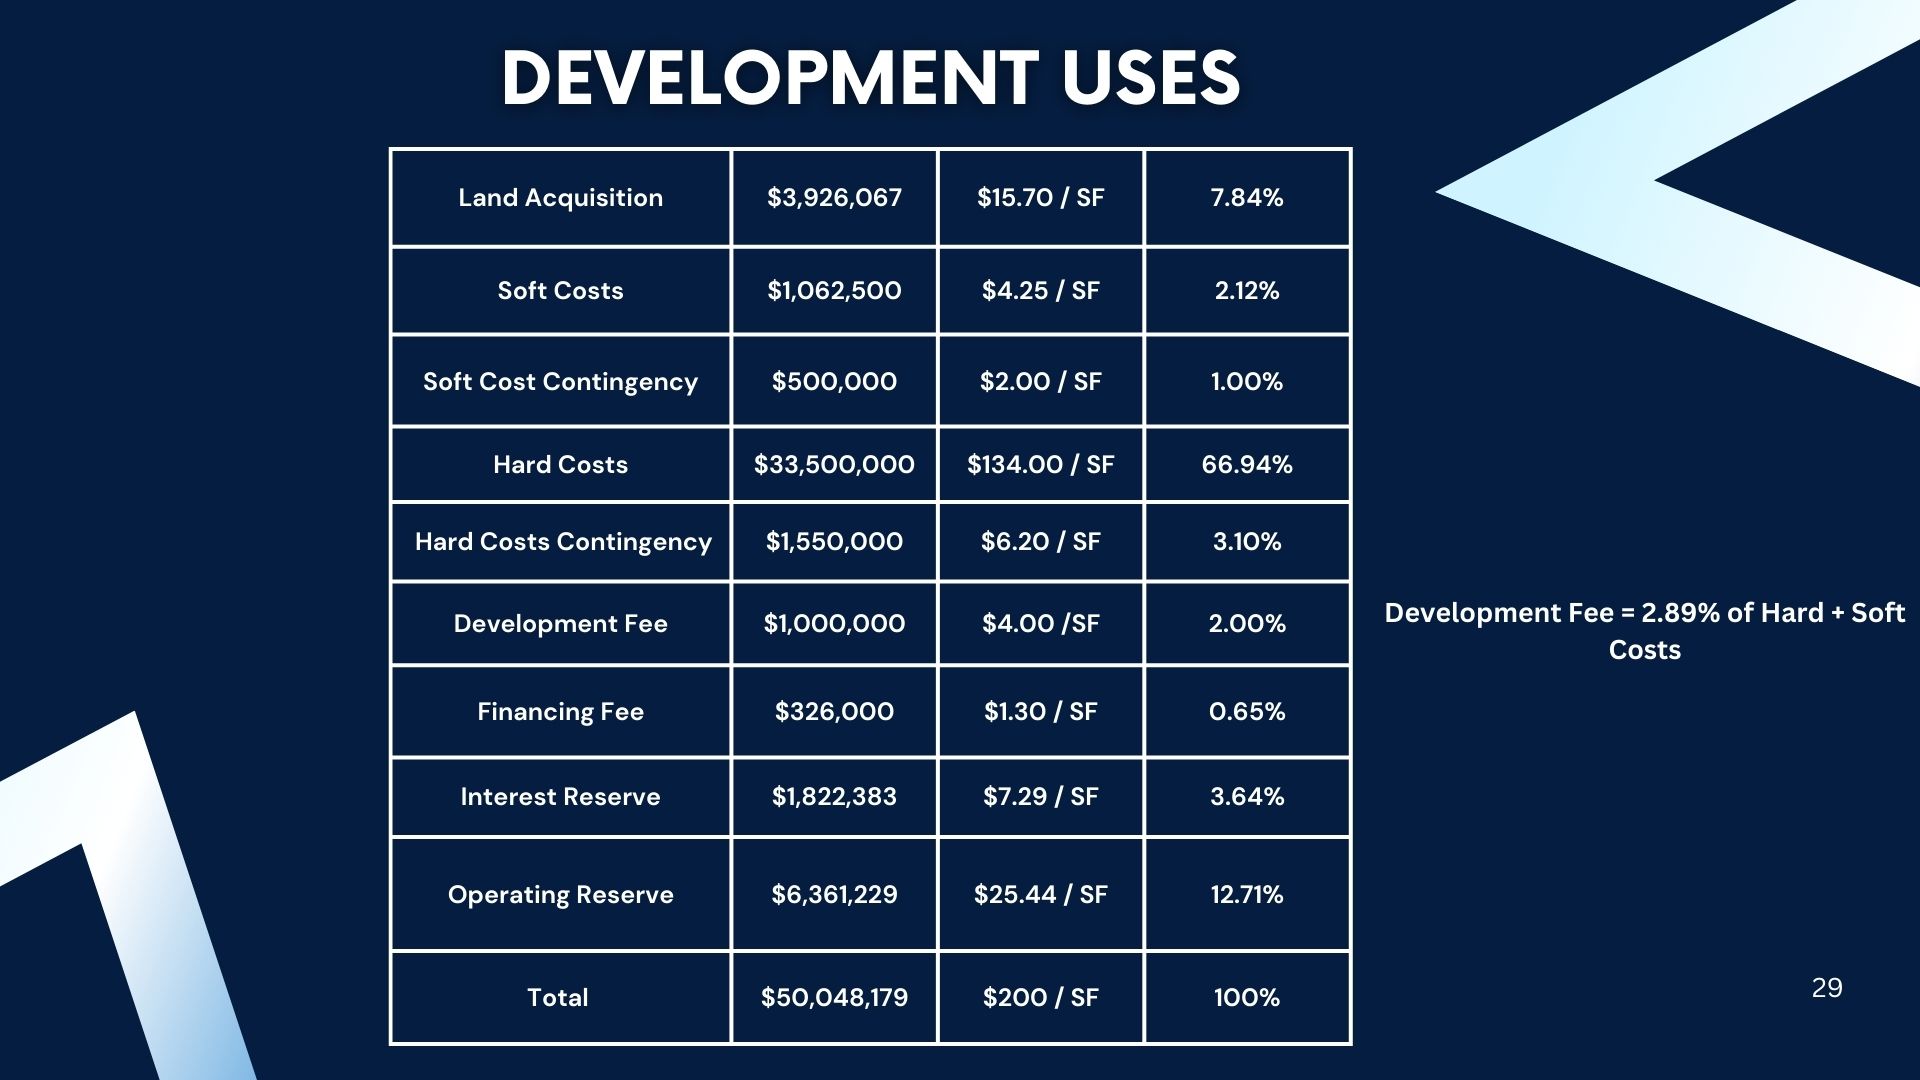 DEVELOPMENT USES
Land Acquisition $3,926,067 $15.70 / SF 7.84%
Soft Costs $1,062,500 $4.25 / SF 2.12%
Soft Cost Contingency $500,000 $2.00 / SF 1.00%
Hard Costs $33,500,000 $134.00 / SF 66.94%
Hard Costs Contingency $1,550,000 $6.20 / SF 3.10%
Development Fee $1,000,000 $4.00 /SF 2.00%
Financing Fee $326,000 $1.30 / SF 0.65%
Interest Reserve $1,822,383 $7.29 / SF 3.64%
Operating Reserve $6,361,229 $25.44 / SF 12.71%
Total $50,048,179 $200 / SF 100%
Development Fee = 2.89% of Hard + Soft
Costs
29